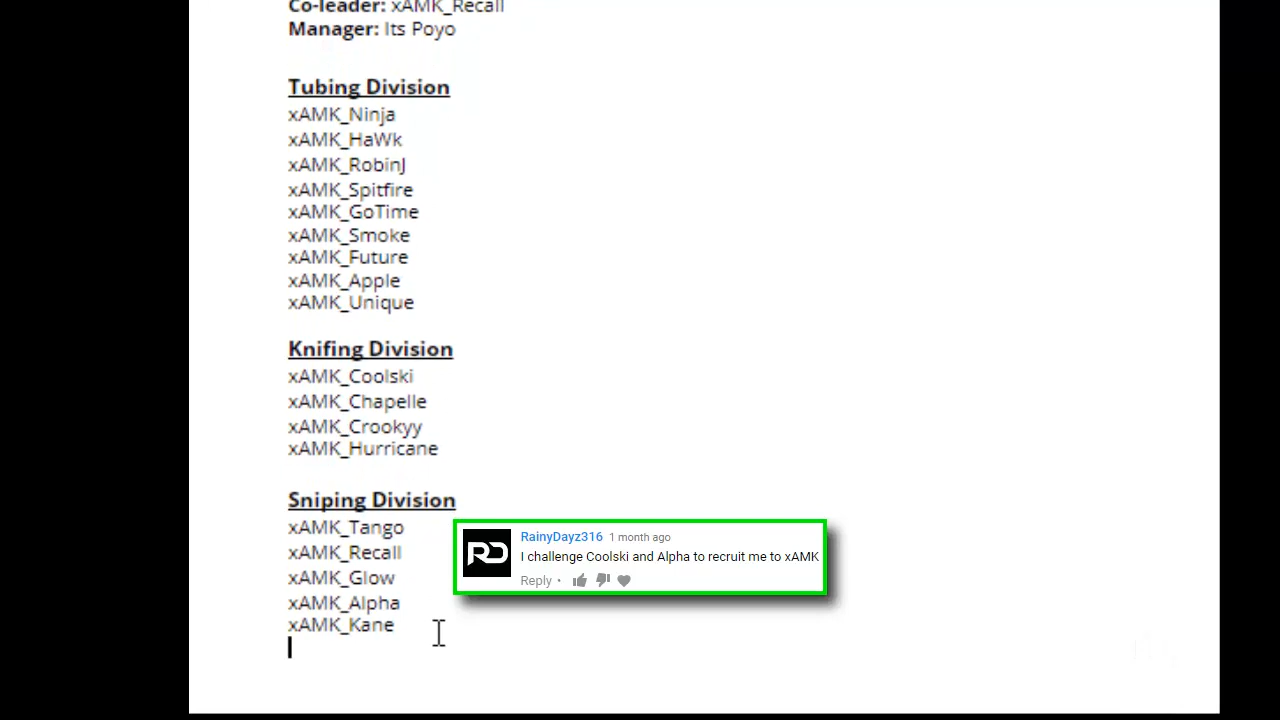 Co-leader: xAMK_Recall
Manager: Its Poyo
Tubing Division
xAMK_Ninja
xAMK_HaWk
xAMK_RobinJ
xAMK_Spitfire
xAMK_GoTime
xAMK_Smoke
xAMK_Future
xAMK_Apple
xAMK_Unique
Knifing Division
xAMK_Coolski
xAMK_Chapelle
xAMK_Crookyy
xAMK_Hurricane
Sniping Division
xAMK_Tango
xAMK_Recall
xAMK_Glow
xAMK_Alpha
xAMK_Kane
RD
RainyDayz316 1 month ago
I challenge Coolski and Alpha to recruit me to xAMK
Reply •